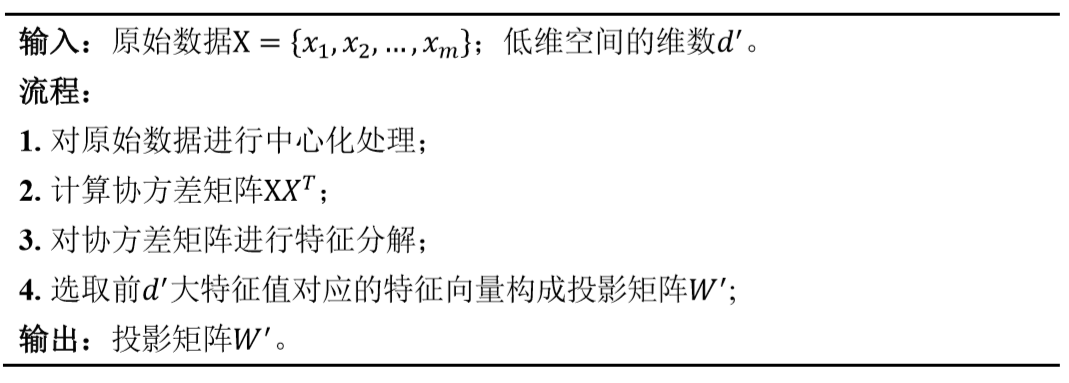 输入：原始数据X = {x₁, x₂, …, xₘ}；低维空间的维数d′。
流程：
1. 对原始数据进行中心化处理；
2. 计算协方差矩阵XXᵀ；
3. 对协方差矩阵进行特征分解；
4. 选取前d′大特征值对应的特征向量构成投影矩阵W′;
输出：投影矩阵W′。